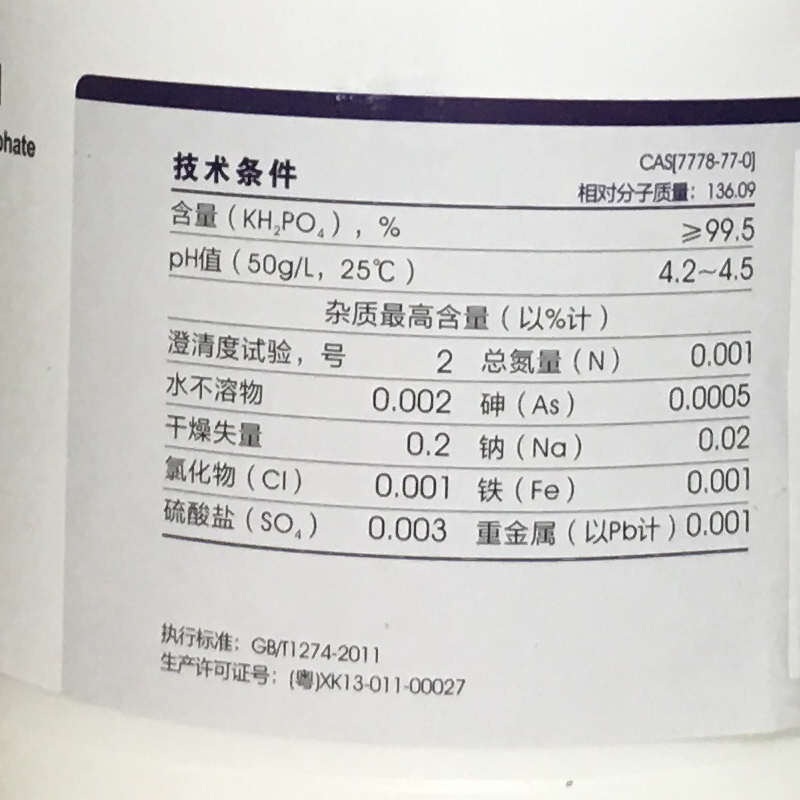 phate
技术条件
CAS[7778-77-0]
相对分子质量：136.09
含量（KH₂PO₄），% ≥99.5
pH值（50g/L，25℃） 4.2~4.5
杂质最高含量（以%计）
澄清度试验，号 2 总氮量（N） 0.001
水不溶物 0.002 砷（As） 0.0005
干燥失量 0.2 钠（Na） 0.02
氯化物（Cl） 0.001 铁（Fe） 0.001
硫酸盐（SO₄） 0.003 重金属（以Pb计）0.001
执行标准：GB/T1274-2011
生产许可证号：(粤)XK13-011-00027